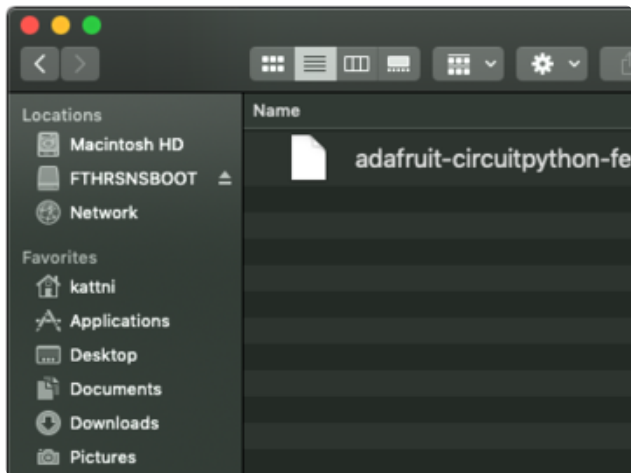 Locations
Macintosh HD
FTHRSNSBOOT
Network
Favorites
kattni
Applications
Desktop
Documents
Downloads
Pictures
Name
adafruit-circuitpython-fe